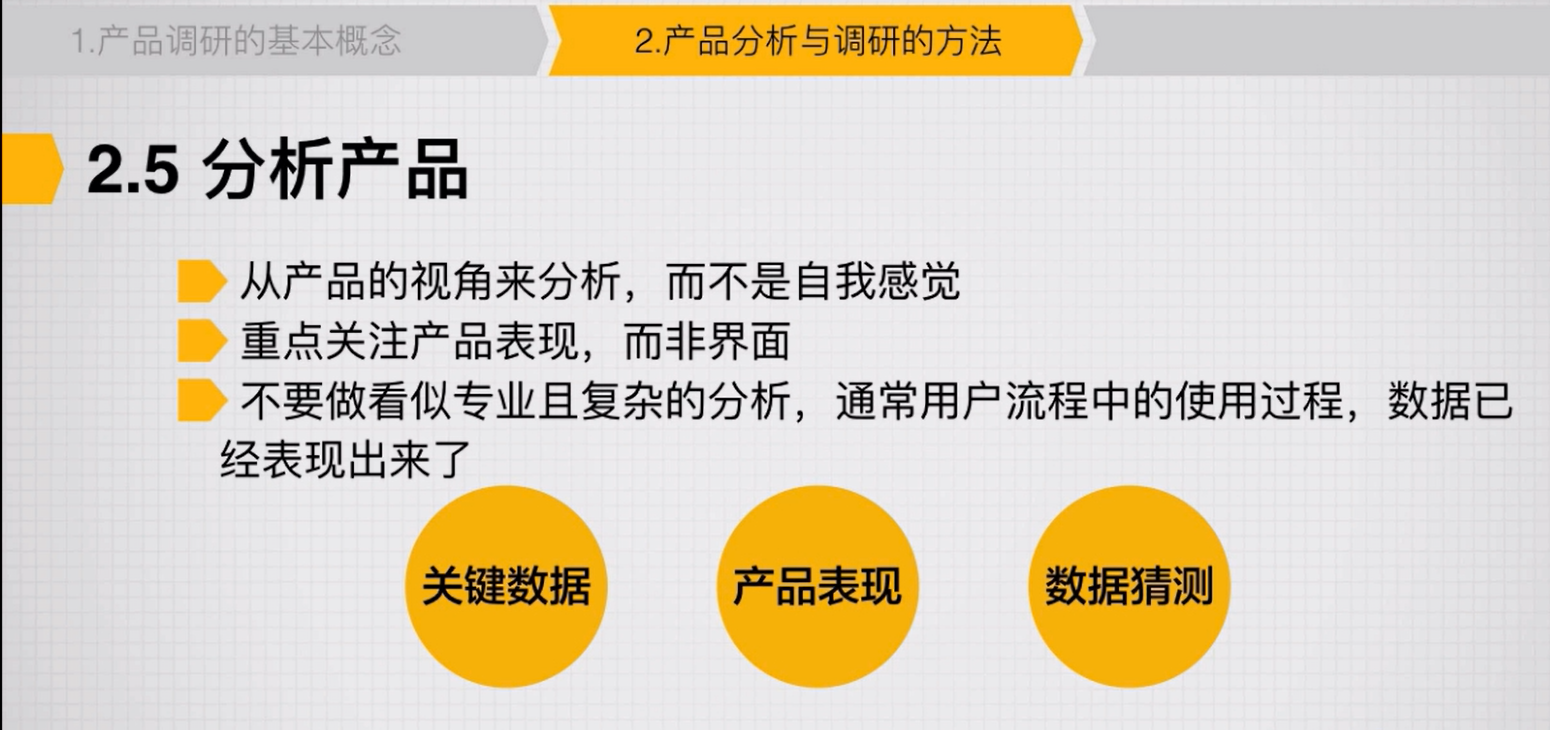 1.产品调研的基本概念
2.产品分析与调研的方法
2.5 分析产品
从产品的视角来分析，而不是自我感觉
重点关注产品表现，而非界面
不要做看似专业且复杂的分析，通常用户流程中的使用过程，数据已
经表现出来了
关键数据
产品表现
数据猜测